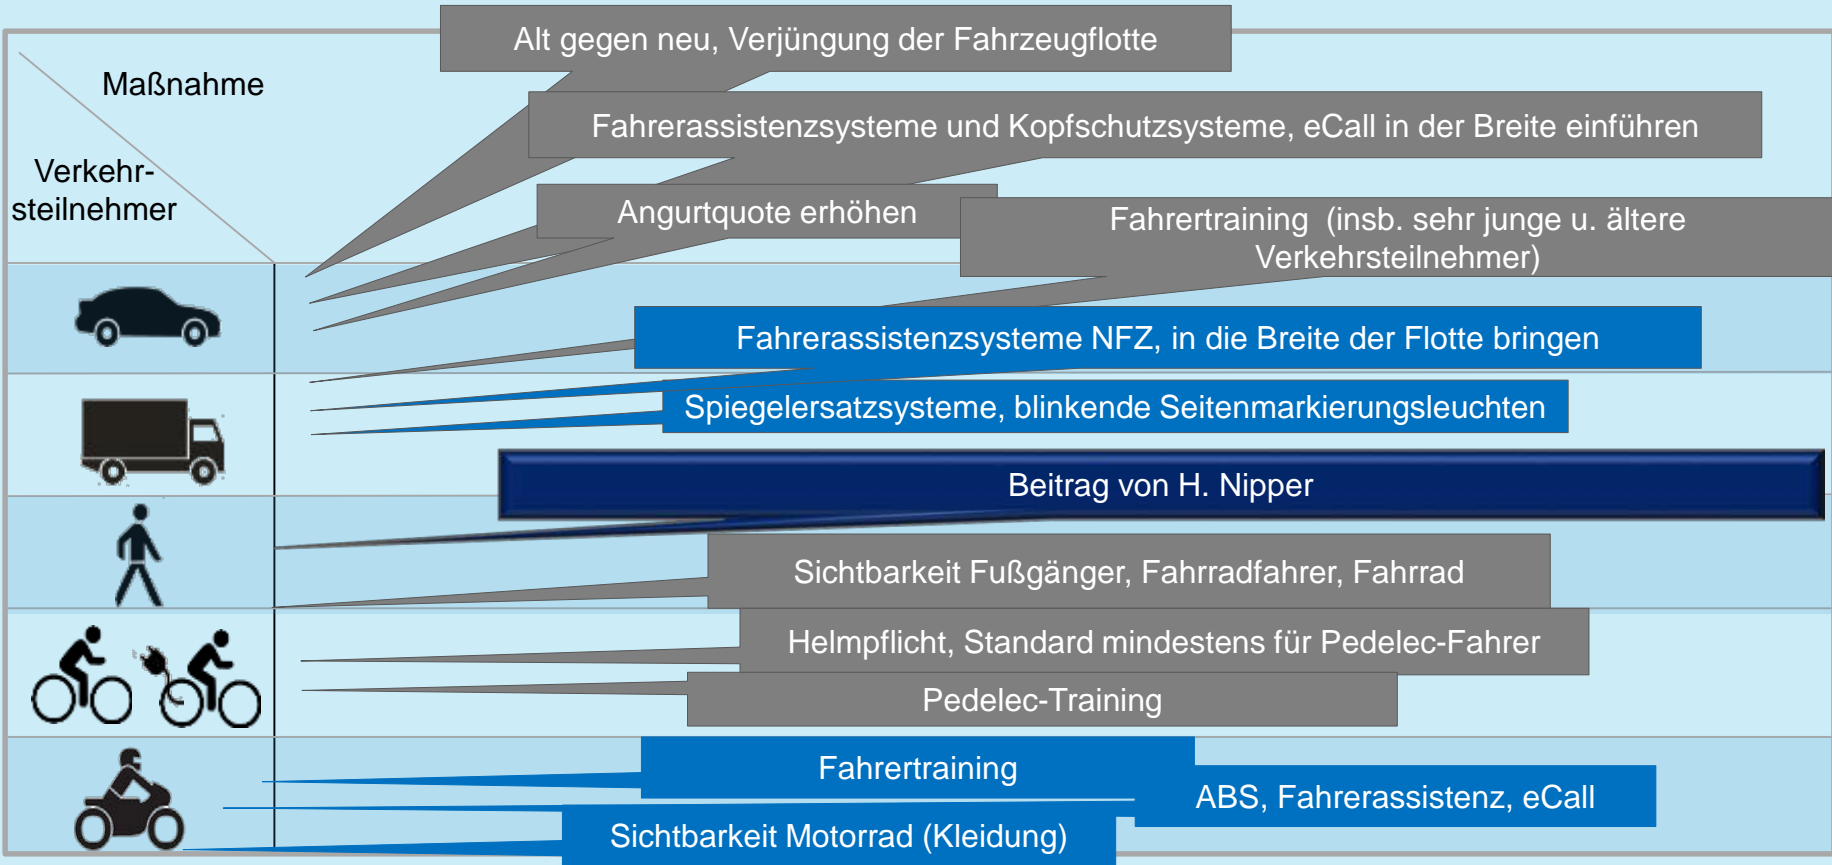 Alt gegen neu, Verjüngung der Fahrzeugflotte
Maßnahme
Fahrerassistenzsysteme und Kopfschutzsysteme, eCall in der Breite einführen
Verkehr-
steilnehmer
Angurtquote erhöhen
Fahrertraining (insb. sehr junge u. ältere
Verkehrsteilnehmer)
Fahrerassistenzsysteme NFZ, in die Breite der Flotte bringen
Spiegelersatzsysteme, blinkende Seitenmarkierungsleuchten
Beitrag von H. Nipper
Sichtbarkeit Fußgänger, Fahrradfahrer, Fahrrad
Helmpflicht, Standard mindestens für Pedelec-Fahrer
Pedelec-Training
Fahrertraining
ABS, Fahrerassistenz, eCall
Sichtbarkeit Motorrad (Kleidung)